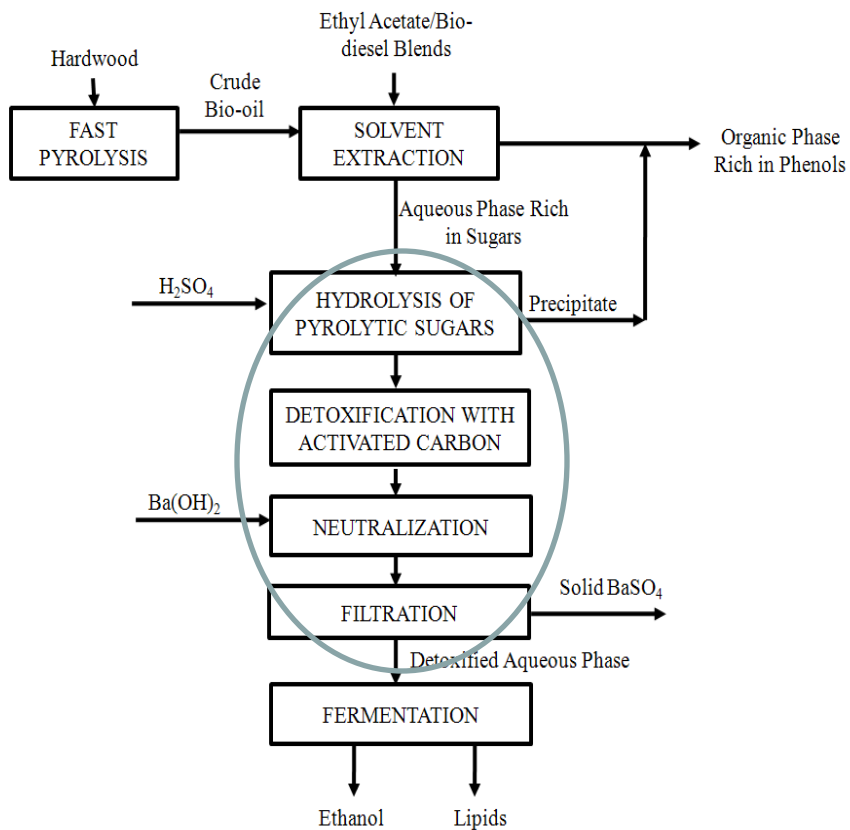 Ethyl Acetate/Bio-
diesel Blends
Hardwood
Crude
Bio-oil
FAST
PYROLYSIS
SOLVENT
EXTRACTION
Organic Phase
Rich in Phenols
Aqueous Phase Rich
in Sugars
H₂SO₄
HYDROLYSIS OF
PYROLYTIC SUGARS
Precipitate
DETOXIFICATION WITH
ACTIVATED CARBON
Ba(OH)₂
NEUTRALIZATION
Solid BaSO₄
FILTRATION
Detoxified Aqueous Phase
FERMENTATION
Ethanol
Lipids